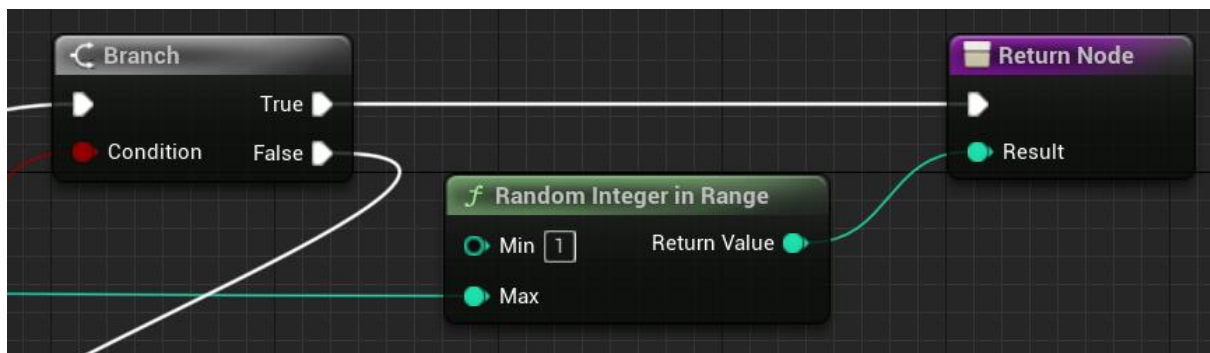 Branch
True
Condition
False
f Random Integer in Range
Min 1
Return Value
Max
Return Node
Result